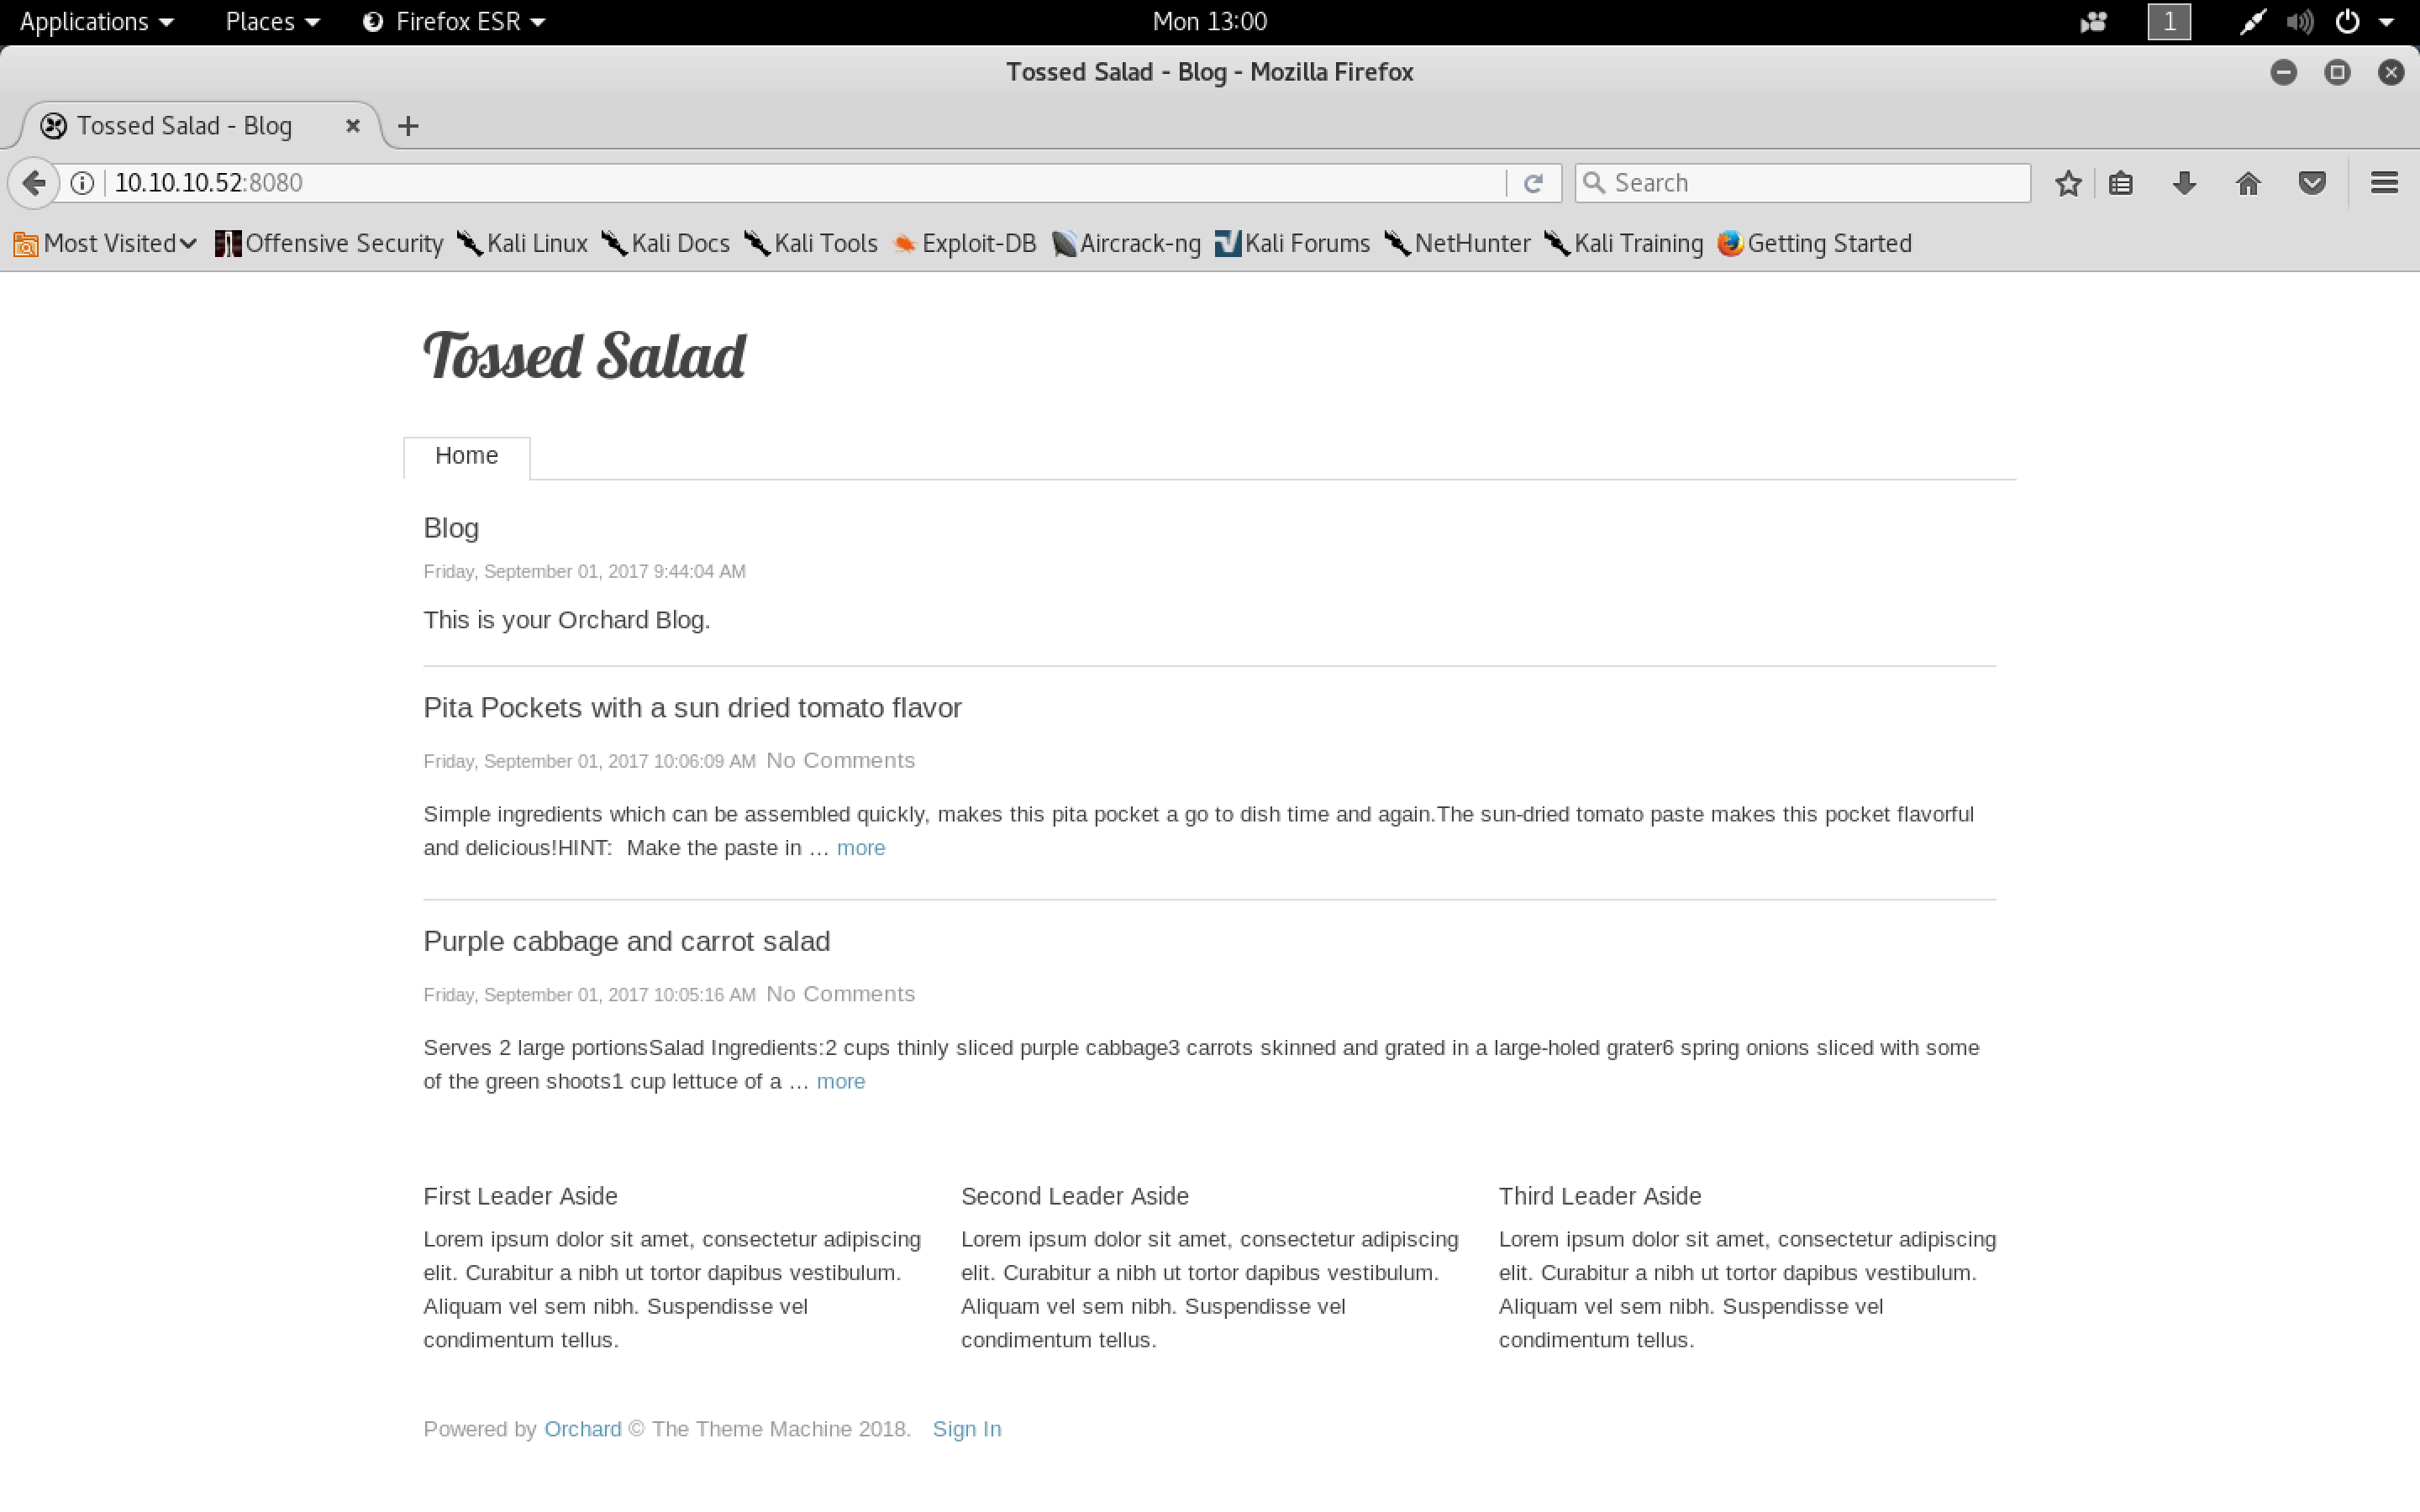 Applications Places Firefox ESR Mon 13:00 1
Tossed Salad - Blog - Mozilla Firefox
Tossed Salad - Blog
10.10.10.52:8080 Search
Most Visited Offensive Security Kali Linux Kali Docs Kali Tools Exploit-DB Aircrack-ng Kali Forums NetHunter Kali Training Getting Started
Tossed Salad
Home
Blog
Friday, September 01, 2017 9:44:04 AM
This is your Orchard Blog.
Pita Pockets with a sun dried tomato flavor
Friday, September 01, 2017 10:06:09 AM No Comments
Simple ingredients which can be assembled quickly, makes this pita pocket a go to dish time and again.The sun-dried tomato paste makes this pocket flavorful
and delicious!HINT:  Make the paste in … more
Purple cabbage and carrot salad
Friday, September 01, 2017 10:05:16 AM No Comments
Serves 2 large portionsSalad Ingredients:2 cups thinly sliced purple cabbage3 carrots skinned and grated in a large-holed grater6 spring onions sliced with some
of the green shoots1 cup lettuce of a … more
First Leader Aside
Lorem ipsum dolor sit amet, consectetur adipiscing
elit. Curabitur a nibh ut tortor dapibus vestibulum.
Aliquam vel sem nibh. Suspendisse vel
condimentum tellus.
Second Leader Aside
Lorem ipsum dolor sit amet, consectetur adipiscing
elit. Curabitur a nibh ut tortor dapibus vestibulum.
Aliquam vel sem nibh. Suspendisse vel
condimentum tellus.
Third Leader Aside
Lorem ipsum dolor sit amet, consectetur adipiscing
elit. Curabitur a nibh ut tortor dapibus vestibulum.
Aliquam vel sem nibh. Suspendisse vel
condimentum tellus.
Powered by Orchard © The Theme Machine 2018. Sign In